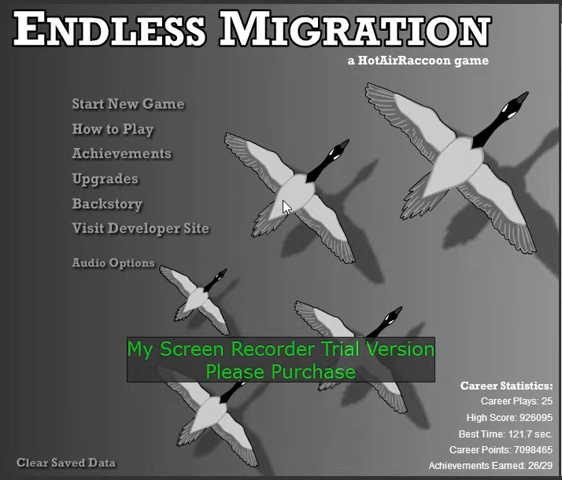 ENDLESS MIGRATION
a HotAirRaccoon game
Start New Game
How to Play
Achievements
Upgrades
Backstory
Visit Developer Site
Audio Options
My Screen Recorder Trial Version
Please Purchase
Career Statistics:
Career Plays: 25
High Score: 926095
Best Time: 121.7 sec.
Career Points: 7098465
Achievements Earned: 26/29
Clear Saved Data